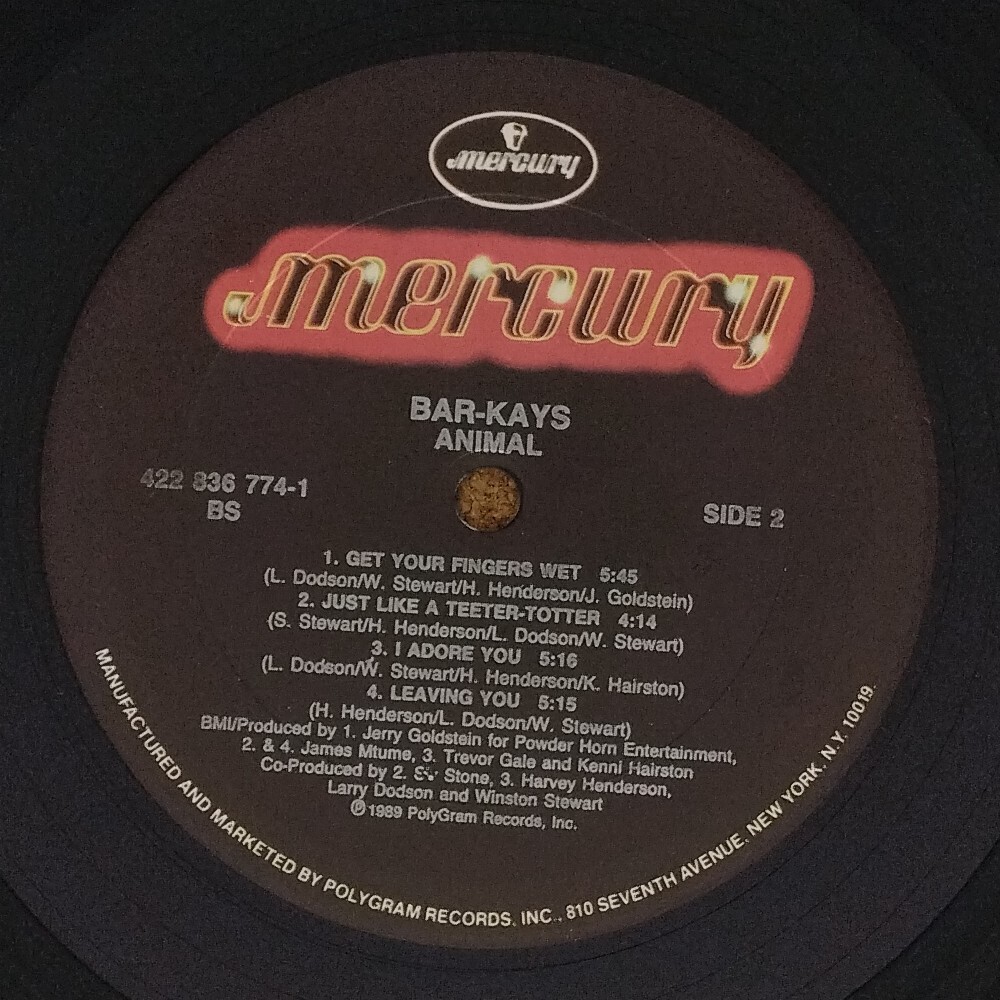 mercury
mercury
BAR-KAYS
ANIMAL
422 836 774-1
BS
SIDE 2
1. GET YOUR FINGERS WET 5:45
(L. Dodson/W. Stewart/H. Henderson/J. Goldstein)
2. JUST LIKE A TEETER-TOTTER 4:14
(S. Stewart/H. Henderson/L. Dodson/W. Stewart)
3. I ADORE YOU 5:16
(L. Dodson/W. Stewart/H. Henderson/K. Hairston)
4. LEAVING YOU 5:15
(H. Henderson/L. Dodson/W. Stewart)
BMI/Produced by 1. Jerry Goldstein for Powder Horn Entertainment,
2. & 4. James Mtume, 3. Trevor Gale and Kenni Hairston
Co-Produced by 2. Stone, 3. Harvey Henderson,
Larry Dodson and Winston Stewart
℗1989 PolyGram Records, Inc.
MANUFACTURED AND MARKETED BY POLYGRAM RECORDS, INC., 810 SEVENTH AVENUE, NEW YORK, N.Y. 10019.